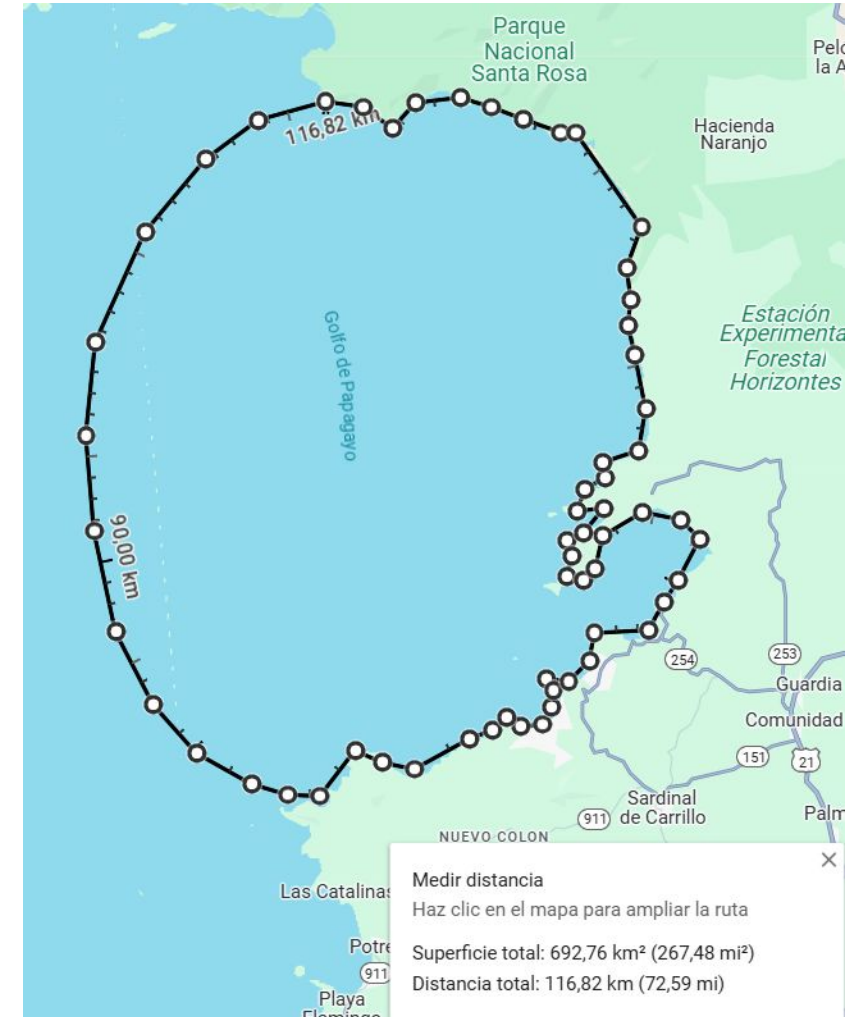 Parque
Nacional
Santa Rosa
Pelo
la A
116,82 km
Hacienda
Naranjo
Golfo de Papagayo
Estación
Experimenta
Forestal
Horizontes
90,00 km
254
253
Guardia
Comunidad
151
21
Sardinal
de Carrillo
911
Palm
NUEVO COLON
Las Catalinas
Potre
911
Playa
Flamingo
Medir distancia
Haz clic en el mapa para ampliar la ruta
Superficie total: 692,76 km² (267,48 mi²)
Distancia total: 116,82 km (72,59 mi)